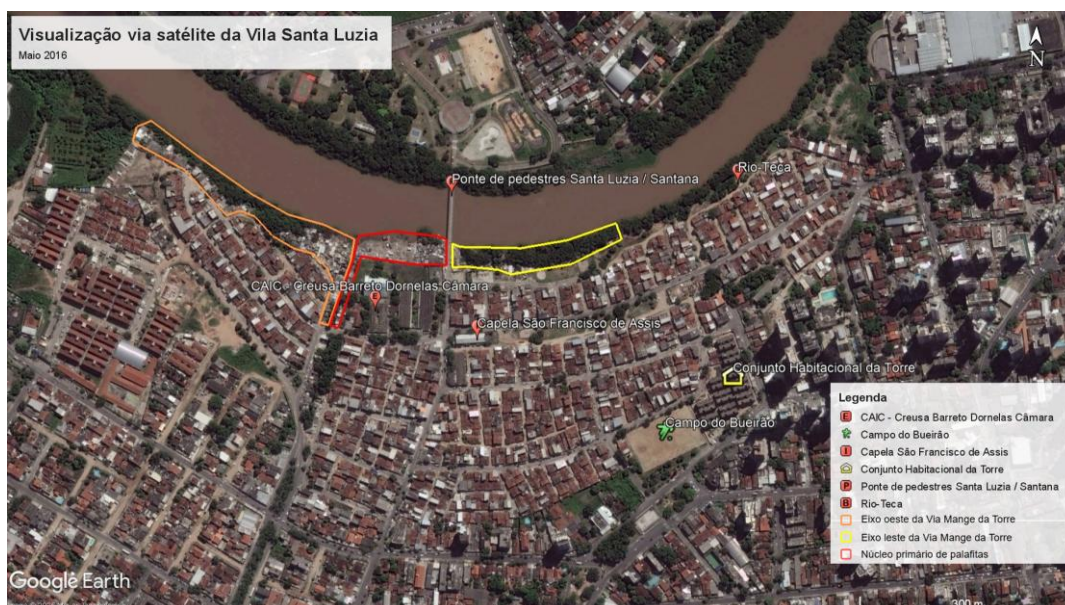 Visualização via satélite da Vila Santa Luzia
Maio 2016
N
Rio-Teca
Ponte de pedestres Santa Luzia / Santana
CAIC - Creusa Barreto Dornelas Câmara
E
Capela São Francisco de Assis
Conjunto Habitacional da Torre
Campo do Bueirão
Legenda
E CAIC - Creusa Barreto Dornelas Câmara
Campo do Bueirão
I Capela São Francisco de Assis
Conjunto Habitacional da Torre
P Ponte de pedestres Santa Luzia / Santana
B Rio-Teca
Eixo oeste da Via Mange da Torre
Eixo leste da Via Mange da Torre
Núcleo primário de palafitas
Google Earth
300 m